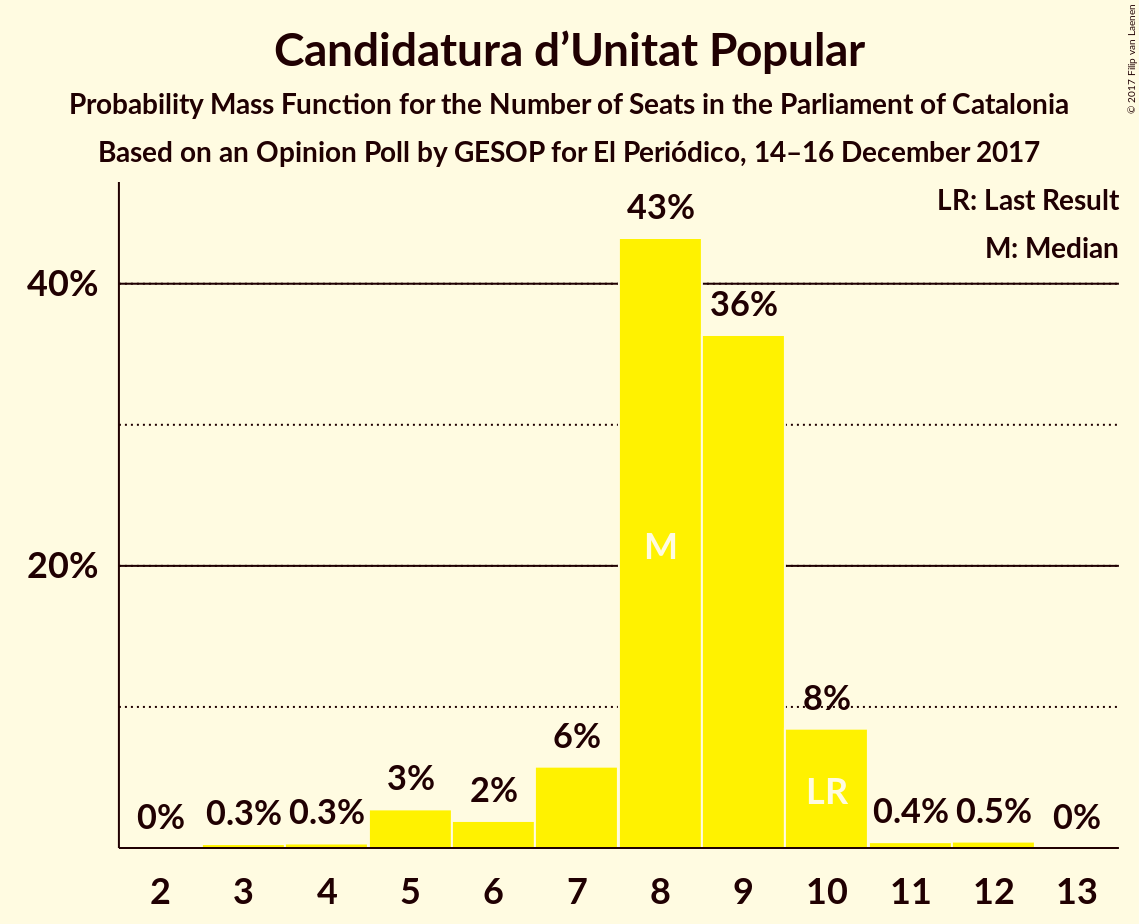 Candidatura d’Unitat Popular
Probability Mass Function for the Number of Seats in the Parliament of Catalonia
Based on an Opinion Poll by GESOP for El Periódico, 14–16 December 2017
© 2017 Filip van Laenen
LR: Last Result
M: Median
40%
20%
0% 0.3% 0.3% 3% 2% 6% 43% 36% 8% 0.4% 0.5% 0%
M
LR
2 3 4 5 6 7 8 9 10 11 12 13